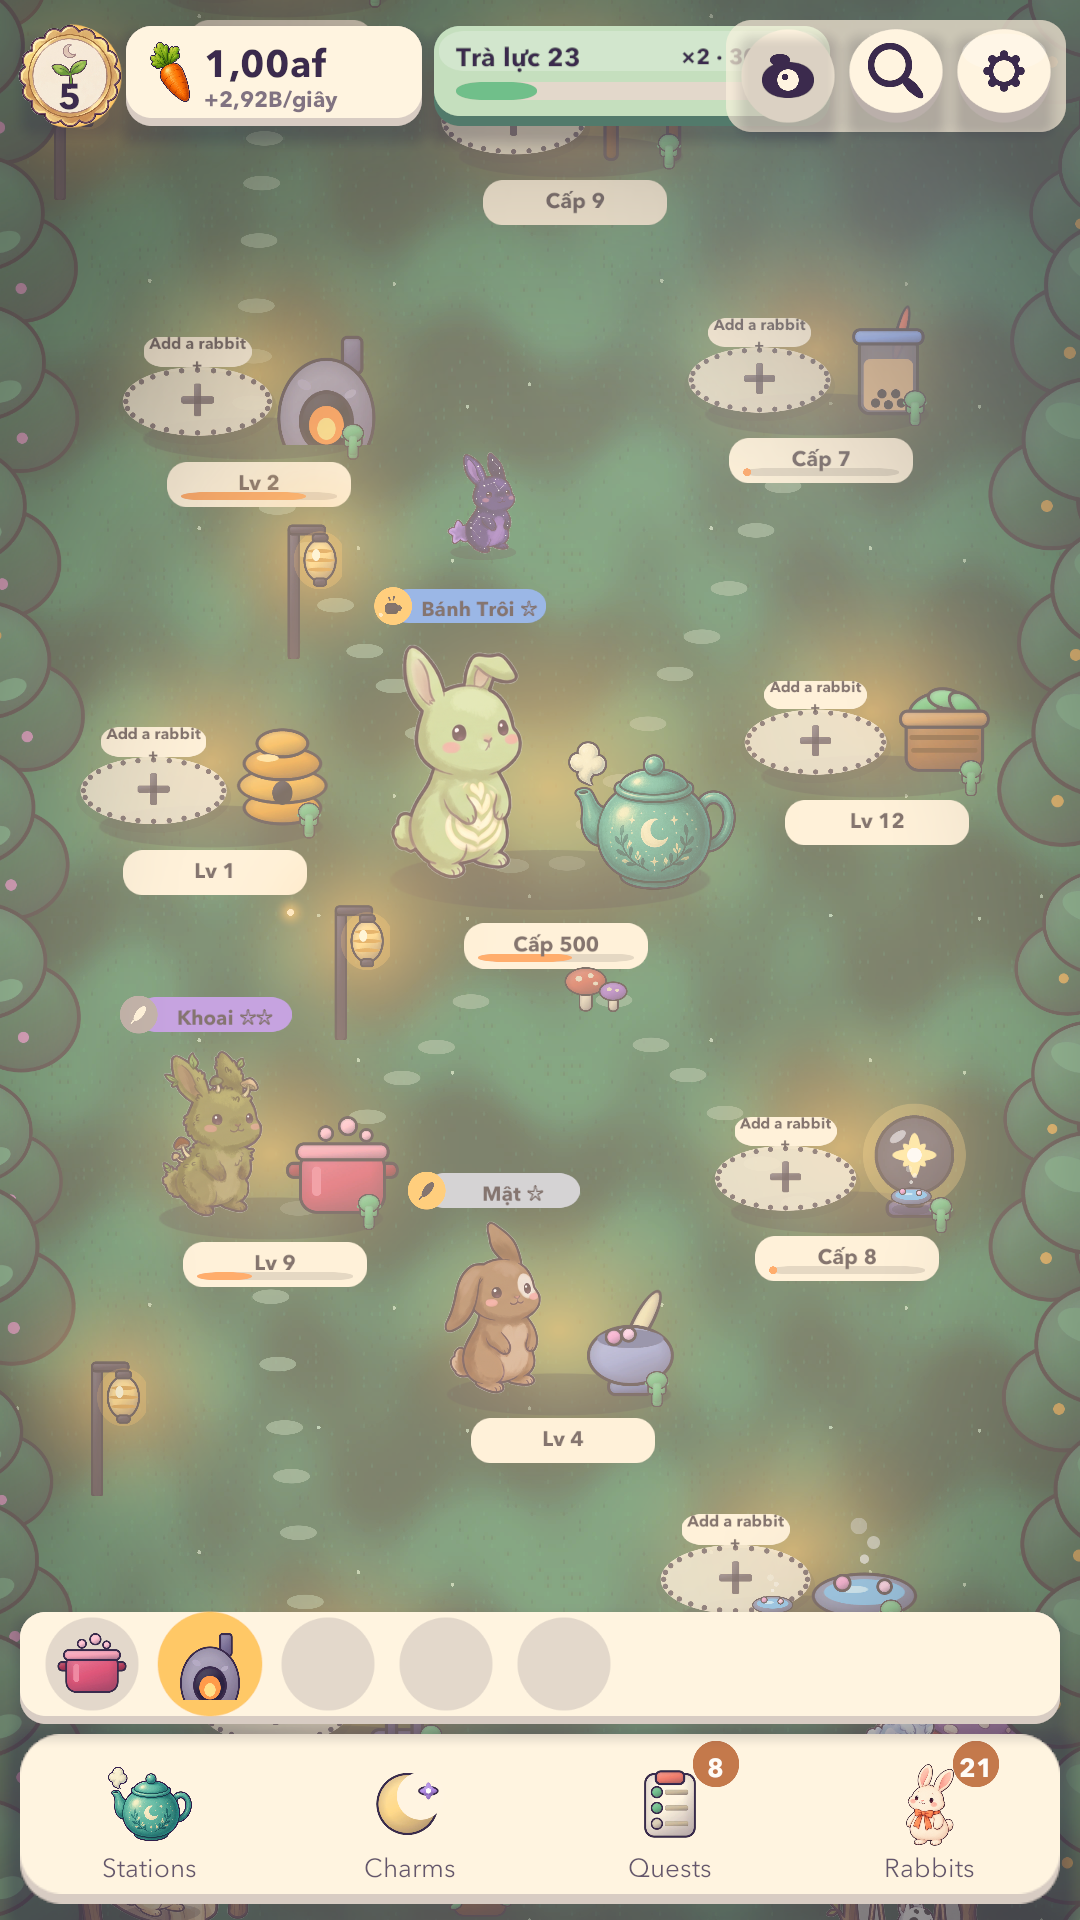 5
1,00af
+2,92B/giây
Trà lực 23
×2 · 3
Cấp 9
Add a rabbit
+
Lv 2
Add a rabbit
+
Cấp 7
Bánh Trôi ☆
Add a rabbit
+
Lv 1
Add a rabbit
+
Lv 12
Cấp 500
Khoai ☆☆
Lv 9
Add a rabbit
+
Cấp 8
Mật ☆
Lv 4
Add a rabbit
+
Stations
Charms
8
Quests
21
Rabbits